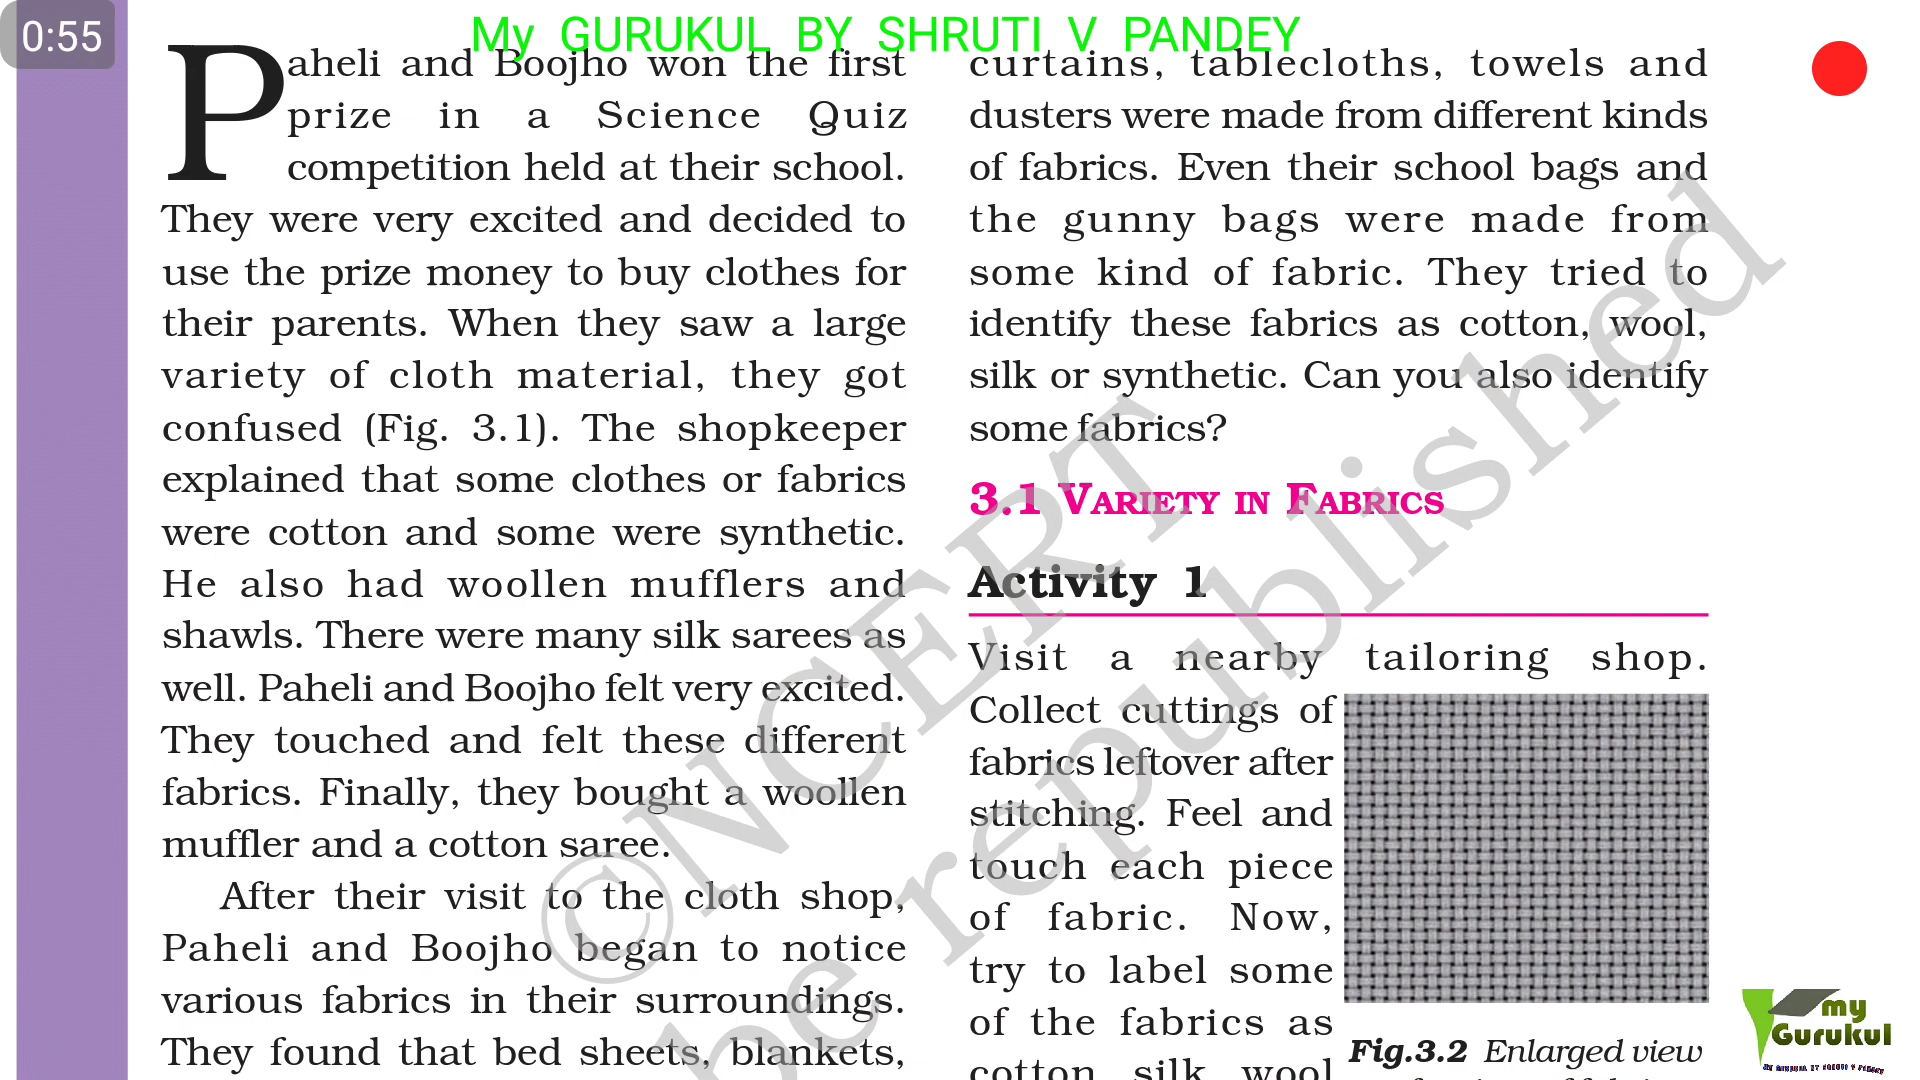 0:55
My GURUKUL BY SHRUTI V PANDEY
Paheli and Boojho won the first
prize in a Science Quiz
competition held at their school.
They were very excited and decided to
use the prize money to buy clothes for
their parents. When they saw a large
variety of cloth material, they got
confused (Fig. 3.1). The shopkeeper
explained that some clothes or fabrics
were cotton and some were synthetic.
He also had woollen mufflers and
shawls. There were many silk sarees as
well. Paheli and Boojho felt very excited.
They touched and felt these different
fabrics. Finally, they bought a woollen
muffler and a cotton saree.
After their visit to the cloth shop,
Paheli and Boojho began to notice
various fabrics in their surroundings.
They found that bed sheets, blankets,
curtains, tablecloths, towels and
dusters were made from different kinds
of fabrics. Even their school bags and
the gunny bags were made from
some kind of fabric. They tried to
identify these fabrics as cotton, wool,
silk or synthetic. Can you also identify
some fabrics?
3.1 VARIETY IN FABRICS
Activity 1
Visit a nearby tailoring shop.
Collect cuttings of
fabrics leftover after
stitching. Feel and
touch each piece
of fabric. Now,
try to label some
of the fabrics as
cotton silk wool
Fig.3.2 Enlarged view
©NCERT
be republished
my
Gurukul